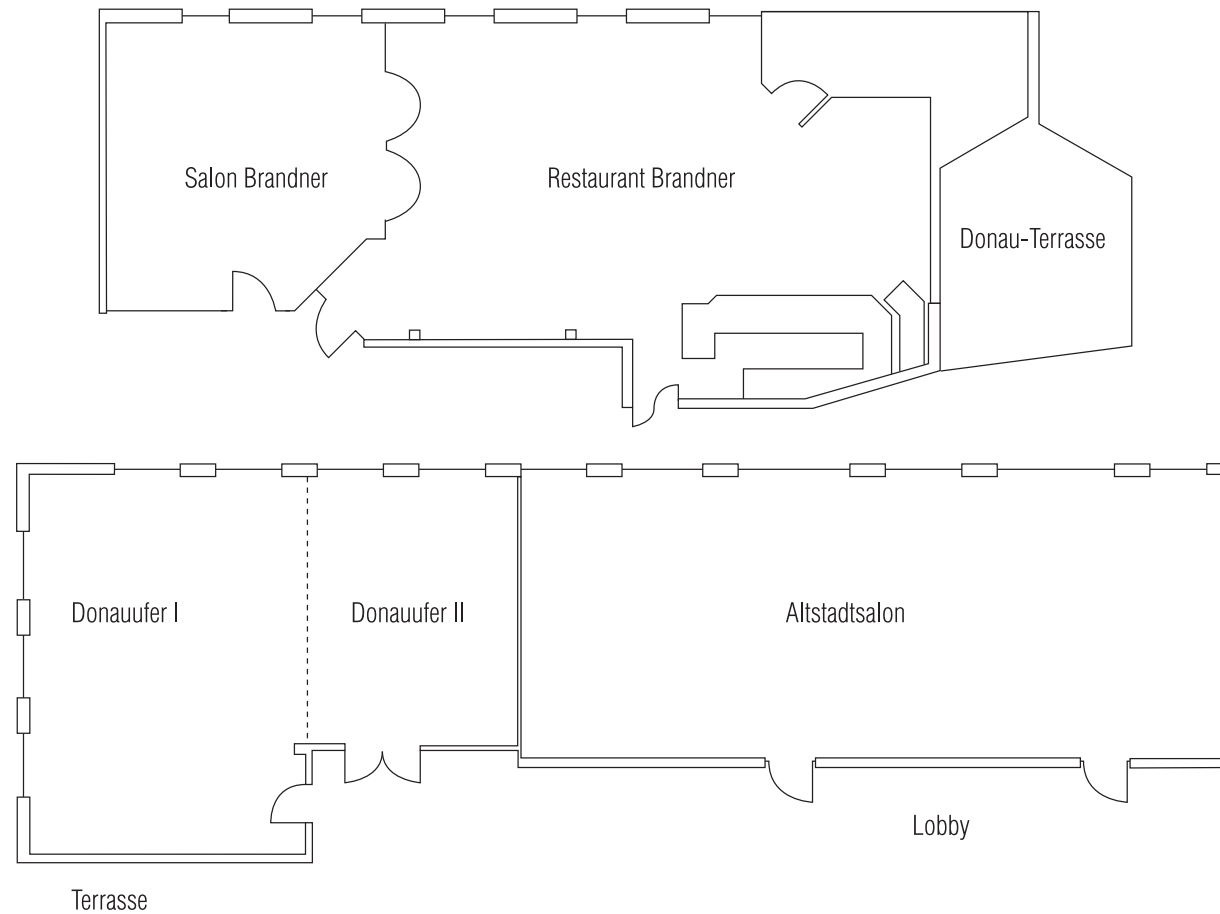 Salon Brandner
Restaurant Brandner
Donau-Terrasse
Donauufer I
Donauufer II
Altstadtsalon
Lobby
Terrasse